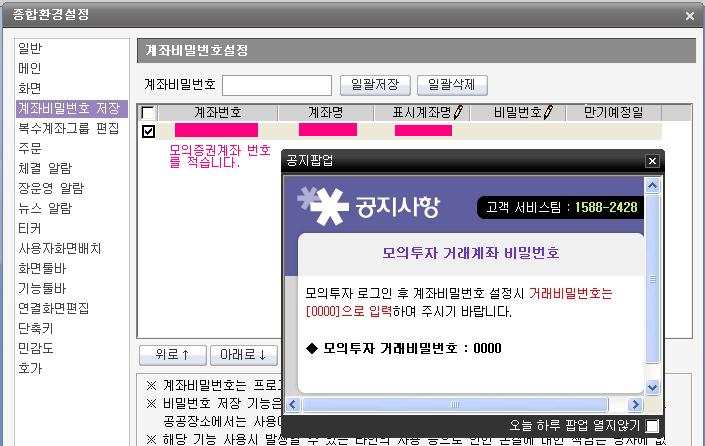 종합환경설정
일반
메인
화면
계좌비밀번호 저장
복수계좌그룹 편집
주문
체결 알람
장운영 알람
뉴스 알람
티커
사용자화면배치
화면툴바
기능툴바
연결화면편집
단축키
민감도
호가
계좌비밀번호설정
계좌비밀번호 일괄저장 일괄삭제
계좌번호 계좌명 표시계좌명 비밀번호 만기예정일
모의증권계좌 번호
를 적습니다.
공지팝업
공지사항
고객 서비스팀 : 1588-2428
모의투자 거래계좌 비밀번호
모의투자 로그인 후 계좌비밀번호 설정시 거래비밀번호는
[0000]으로 입력하여 주시기 바랍니다.
◆ 모의투자 거래비밀번호 : 0000
오늘 하루 팝업 열지않기
위로↑ 아래로↓
※ 계좌비밀번호는 프로
※ 비밀번호 저장 기능은
공공장소에서는 사용
※ 해당 기능 사용시